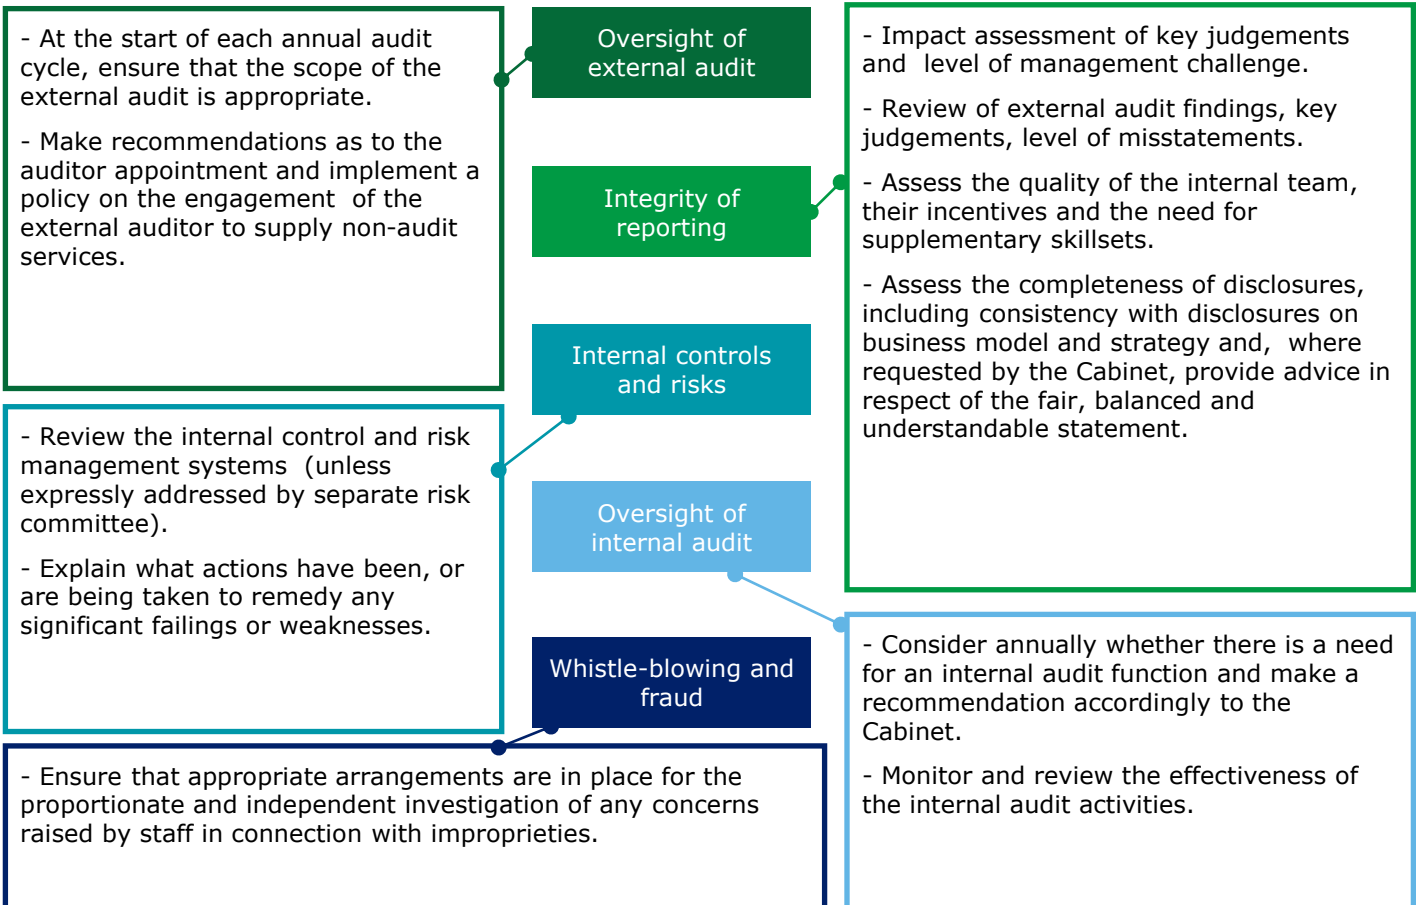 - At the start of each annual audit
cycle, ensure that the scope of the
external audit is appropriate.
- Make recommendations as to the
auditor appointment and implement a
policy on the engagement  of the
external auditor to supply non-audit
services.
Oversight of
external audit
Integrity of
reporting
- Impact assessment of key judgements
and  level of management challenge.
- Review of external audit findings, key
judgements, level of misstatements.
- Assess the quality of the internal team,
their incentives and the need for
supplementary skillsets.
- Assess the completeness of disclosures,
including consistency with disclosures on
business model and strategy and,  where
requested by the Cabinet, provide advice in
respect of the fair, balanced and
understandable statement.
Internal controls
and risks
- Review the internal control and risk
management systems  (unless
expressly addressed by separate risk
committee).
- Explain what actions have been, or
are being taken to remedy any
significant failings or weaknesses.
Oversight of
internal audit
- Consider annually whether there is a need
for an internal audit function and make a
recommendation accordingly to the
Cabinet.
- Monitor and review the effectiveness of
the internal audit activities.
Whistle-blowing and
fraud
- Ensure that appropriate arrangements are in place for the
proportionate and independent investigation of any concerns
raised by staff in connection with improprieties.